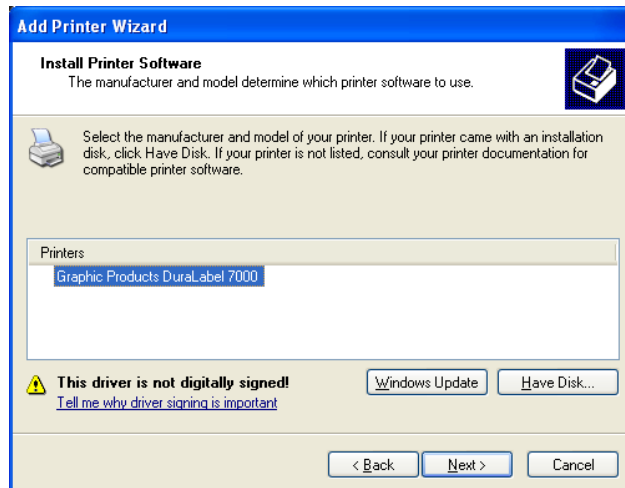 Add Printer Wizard
Install Printer Software
The manufacturer and model determine which printer software to use.
Select the manufacturer and model of your printer. If your printer came with an installation
disk, click Have Disk. If your printer is not listed, consult your printer documentation for
compatible printer software.
Printers
Graphic Products DuraLabel 7000
This driver is not digitally signed!
Tell me why driver signing is important
Windows Update
Have Disk...
< Back
Next >
Cancel